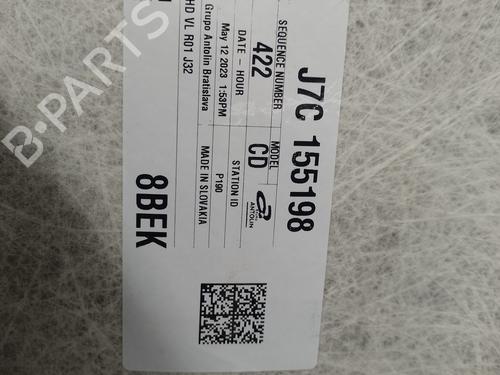 J7C 155198
SEQUENCE NUMBER
MODEL
422
CD
ANTOLIN
DATE - HOUR
STATION ID
May 12 2023 1:53PM
P190
Grupo Antolin Bratislava
MADE IN SLOVAKIA
HD VL R01 J32
8BEK
B-PARTS